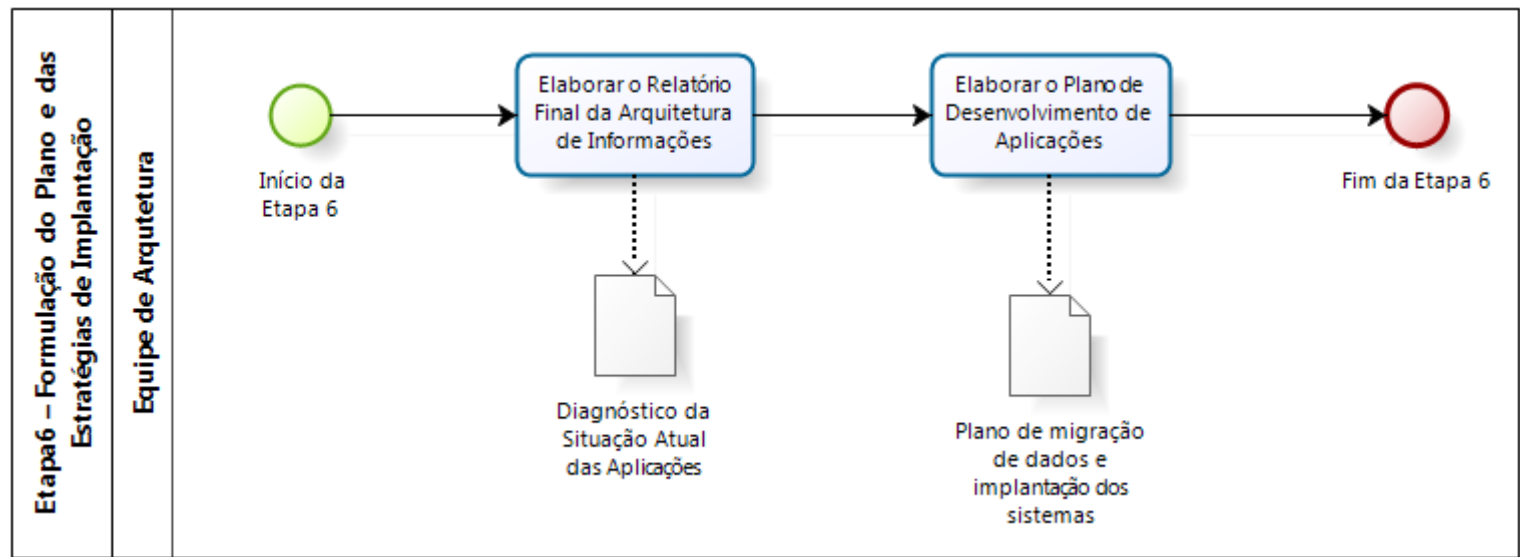 Etapa6 – Formulação do Plano e das
Estratégias de Implantação
Equipe de Arqutetura
Início da
Etapa 6
Elaborar o Relatório
Final da Arquitetura
de Informações
Diagnóstico da
Situação Atual
das Aplicações
Elaborar o Plano de
Desenvolvimento de
Aplicações
Plano de migração
de dados e
implantação dos
sistemas
Fim da Etapa 6